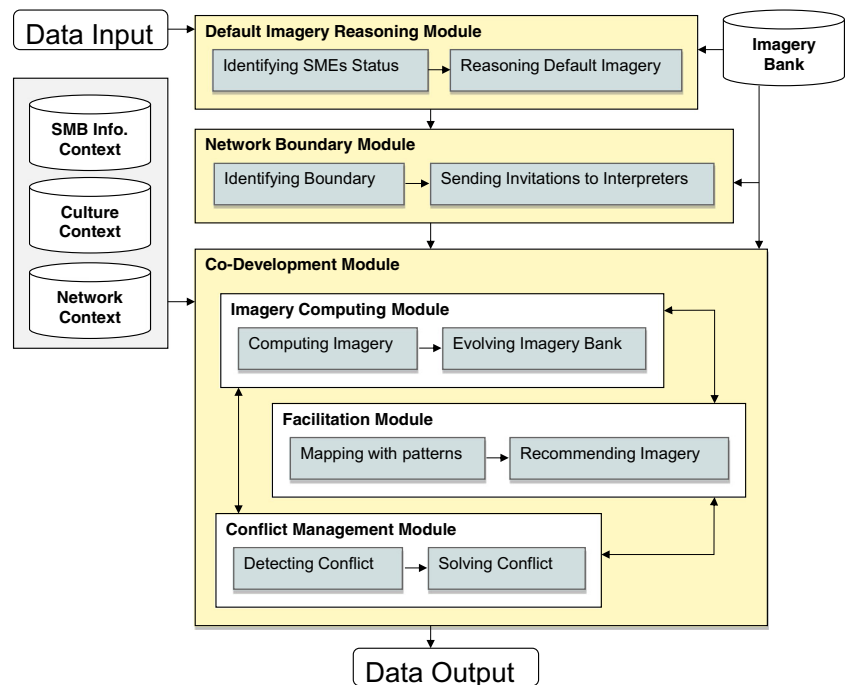 Data Input
Default Imagery Reasoning Module
Identifying SMEs Status
Reasoning Default Imagery
Imagery
Bank
SMB Info.
Context
Culture
Context
Network
Context
Network Boundary Module
Identifying Boundary
Sending Invitations to Interpreters
Co-Development Module
Imagery Computing Module
Computing Imagery
Evolving Imagery Bank
Facilitation Module
Mapping with patterns
Recommending Imagery
Conflict Management Module
Detecting Conflict
Solving Conflict
Data Output